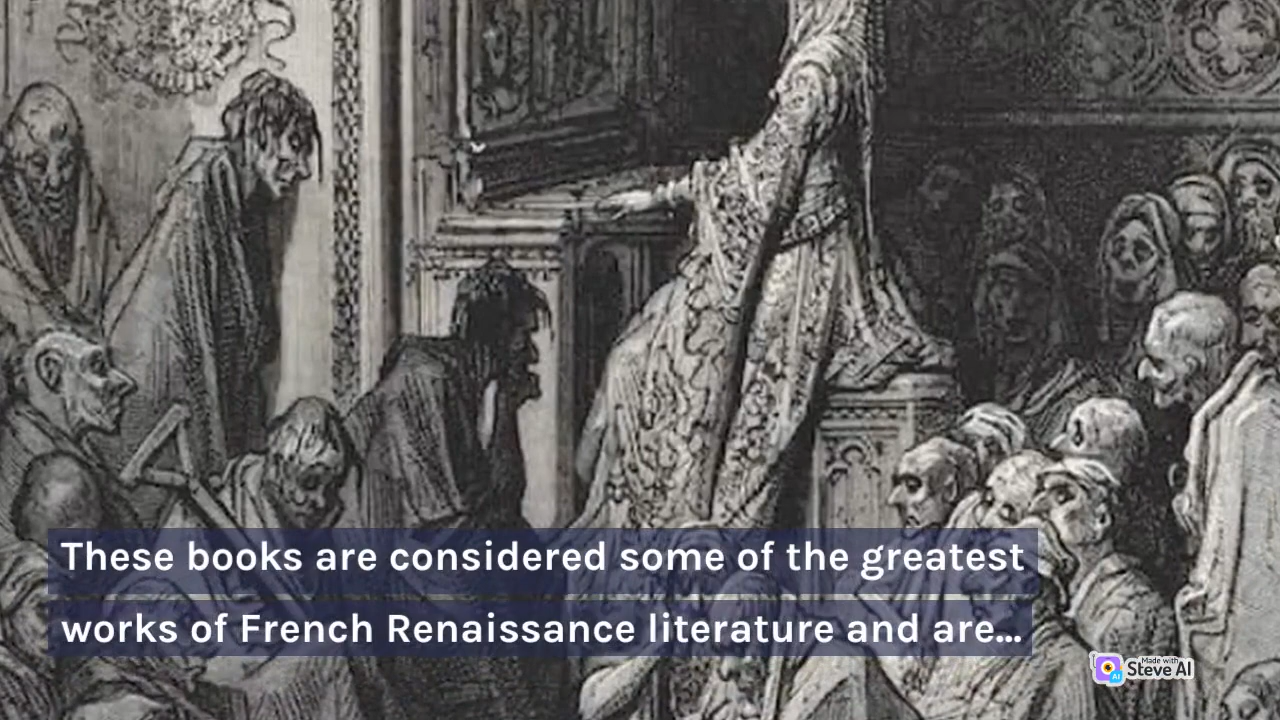 These books are considered some of the greatest
works of French Renaissance literature and are...
Made with
Steve AI
AI